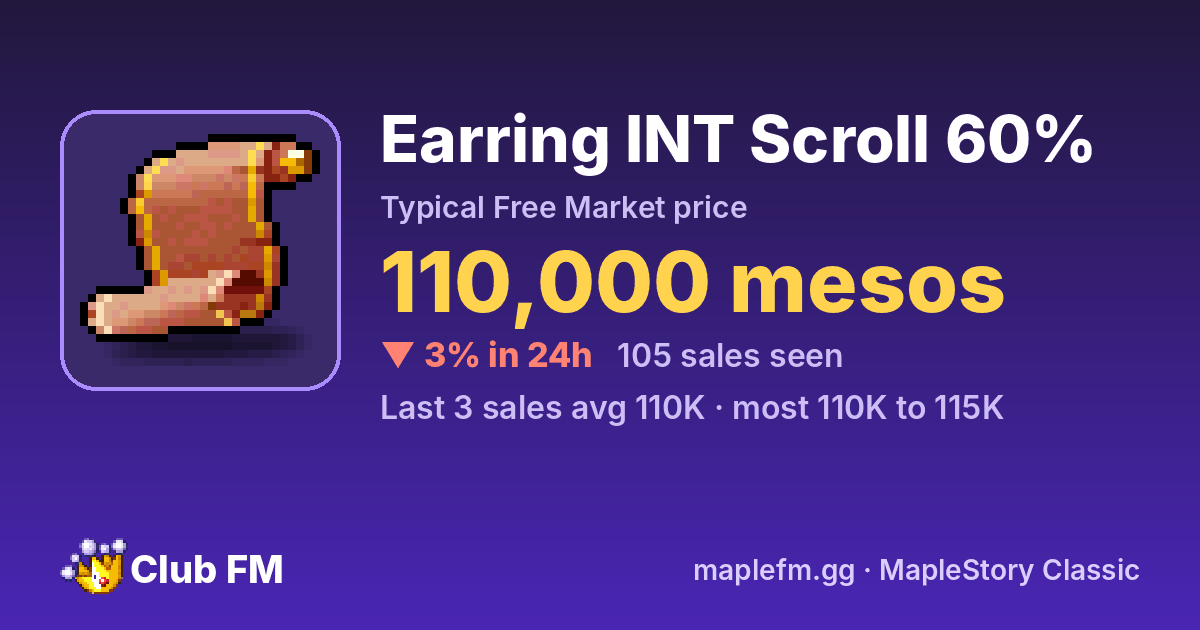 Earring INT Scroll 60%
Typical Free Market price
110,000 mesos
▼ 3% in 24h 105 sales seen
Last 3 sales avg 110K · most 110K to 115K
Club FM
maplefm.gg · MapleStory Classic